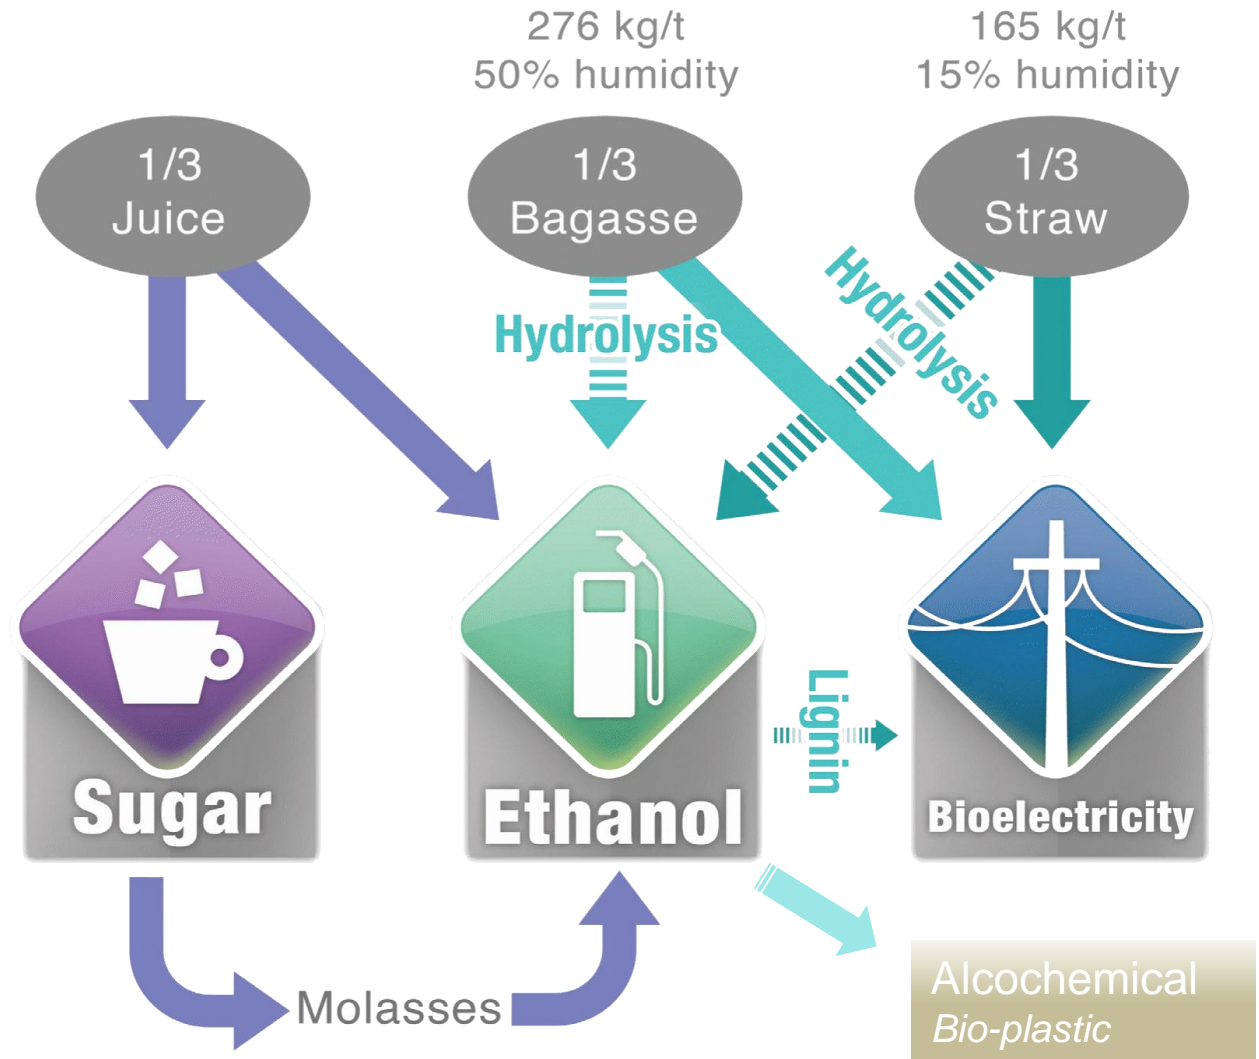 276 kg/t
50% humidity
165 kg/t
15% humidity
1/3
Juice
1/3
Bagasse
1/3
Straw
Hydrolysis
Hydrolysis
Sugar
Ethanol
Lignin
Bioelectricity
Molasses
Alcochemical
Bio-plastic